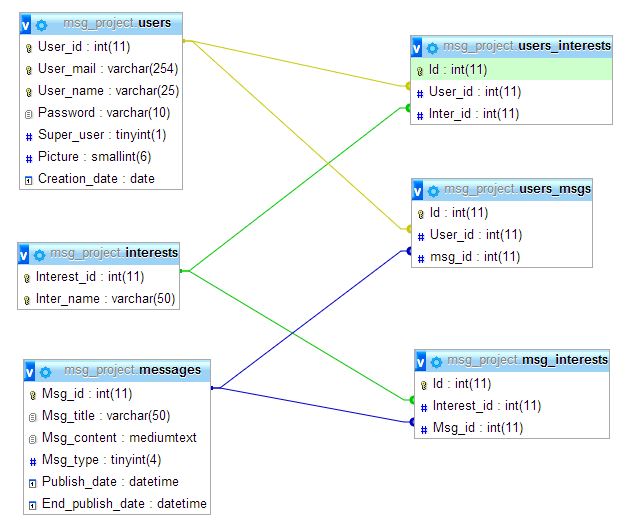 msg_project.users
User_id : int(11)
User_mail : varchar(254)
User_name : varchar(25)
Password : varchar(10)
Super_user : tinyint(1)
Picture : smallint(6)
Creation_date : date
msg_project.interests
Interest_id : int(11)
Inter_name : varchar(50)
msg_project.messages
Msg_id : int(11)
Msg_title : varchar(50)
Msg_content : mediumtext
Msg_type : tinyint(4)
Publish_date : datetime
End_publish_date : datetime
msg_project.users_interests
Id : int(11)
User_id : int(11)
Inter_id : int(11)
msg_project.users_msgs
Id : int(11)
User_id : int(11)
msg_id : int(11)
msg_project.msg_interests
Id : int(11)
Interest_id : int(11)
Msg_id : int(11)